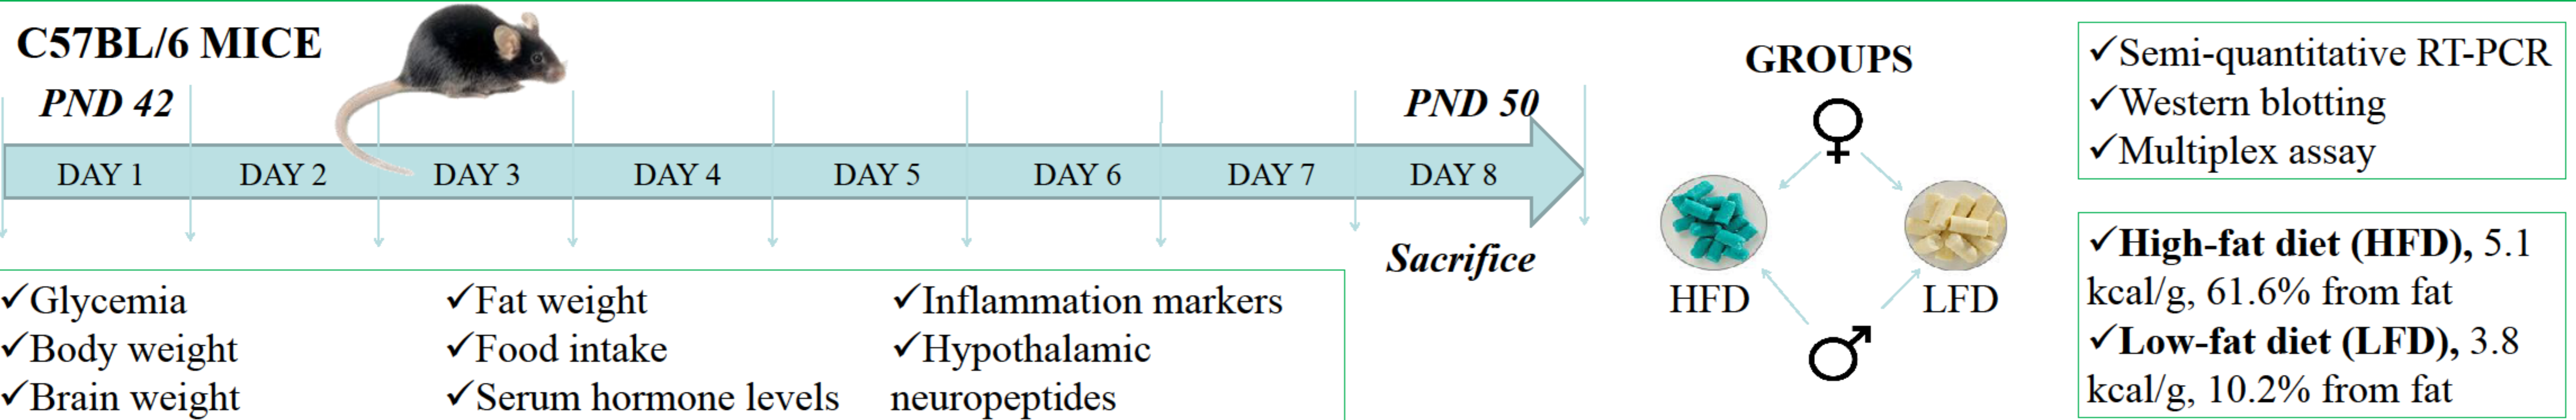 C57BL/6 MICE
PND 42
PND 50
DAY 1
DAY 2
DAY 3
DAY 4
DAY 5
DAY 6
DAY 7
DAY 8
Sacrifice
✓Glycemia
✓Body weight
✓Brain weight
✓Fat weight
✓Food intake
✓Serum hormone levels
✓Inflammation markers
✓Hypothalamic
neuropeptides
GROUPS
♀
HFD
LFD
♂
✓Semi-quantitative RT-PCR
✓Western blotting
✓Multiplex assay
✓High-fat diet (HFD), 5.1
kcal/g, 61.6% from fat
✓Low-fat diet (LFD), 3.8
kcal/g, 10.2% from fat